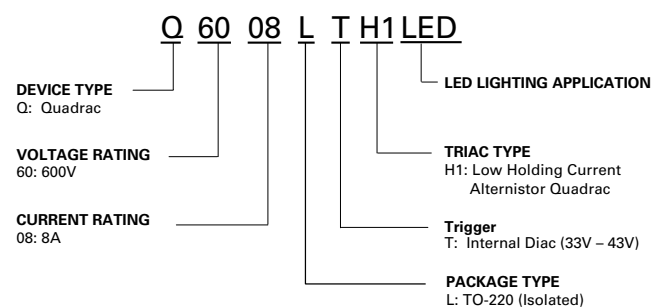 Q 60 08 L T H1 LED
DEVICE TYPE
Q: Quadrac
VOLTAGE RATING
60: 600V
CURRENT RATING
08: 8A
LED LIGHTING APPLICATION
TRIAC TYPE
H1: Low Holding Current
Alternistor Quadrac
Trigger
T: Internal Diac (33V – 43V)
PACKAGE TYPE
L: TO-220 (Isolated)